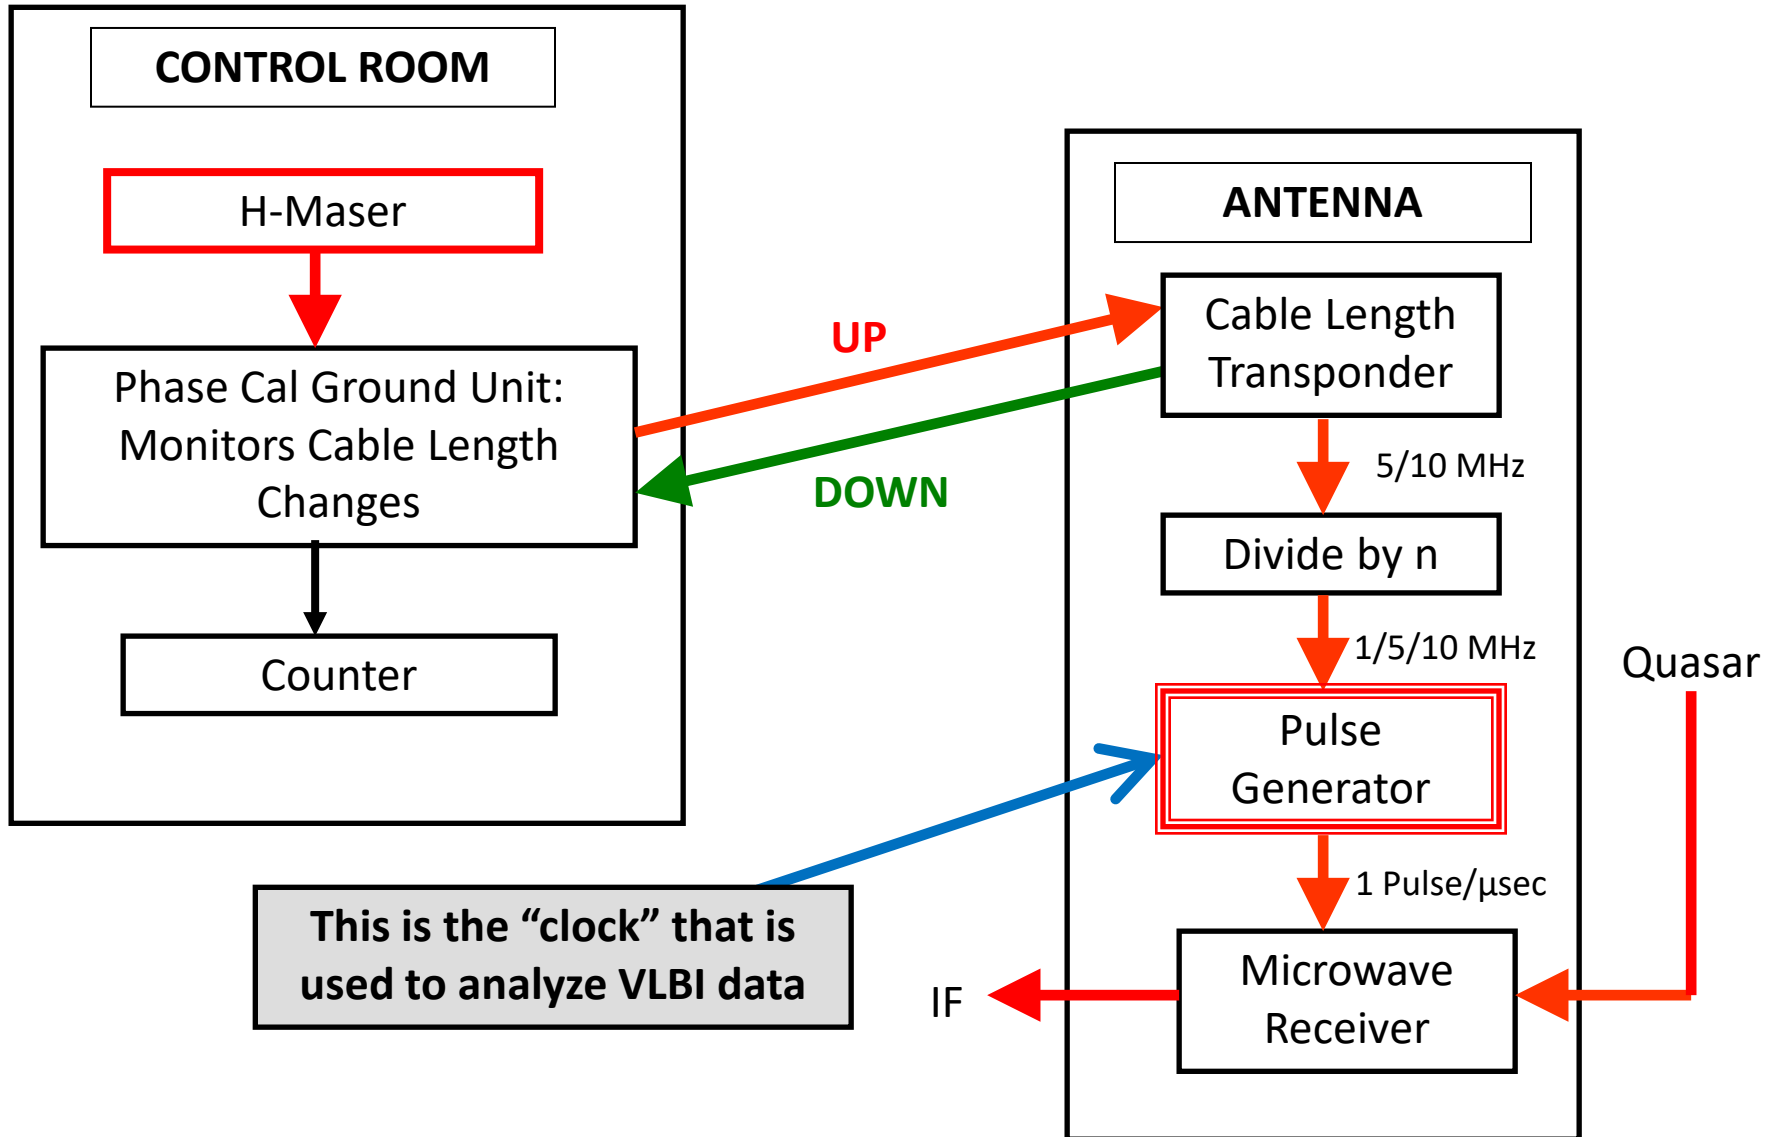 CONTROL ROOM
H-Maser
Phase Cal Ground Unit:
Monitors Cable Length
Changes
Counter
UP
DOWN
ANTENNA
Cable Length
Transponder
5/10 MHz
Divide by n
1/5/10 MHz
Pulse
Generator
1 Pulse/μsec
Microwave
Receiver
Quasar
IF
This is the “clock” that is
used to analyze VLBI data